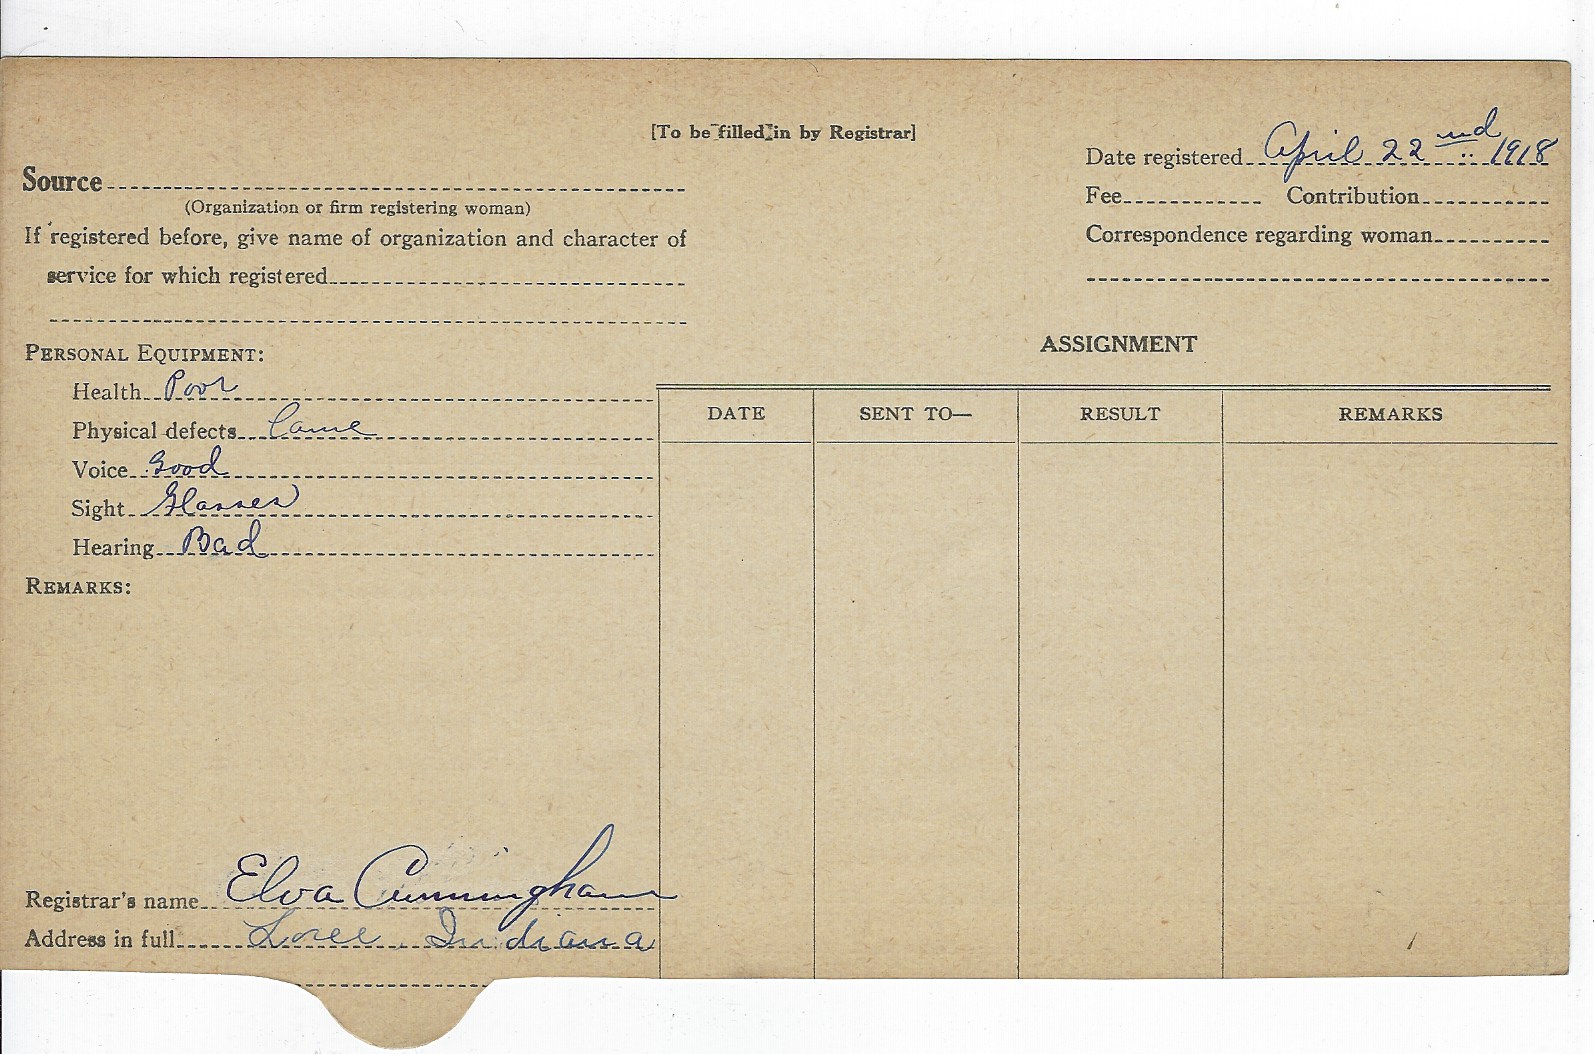 [To be filled in by Registrar]
Source
(Organization or firm registering woman)
If registered before, give name of organization and character of
service for which registered
Date registered April 22nd 1918
Fee Contribution
Correspondence regarding woman
PERSONAL EQUIPMENT:
Health Poor
Physical defects Lame
Voice Good
Sight Glasses
Hearing Bad
REMARKS:
Registrar's name Elva Cunningham
Address in full Loree Indiana
ASSIGNMENT
DATE SENT TO— RESULT REMARKS